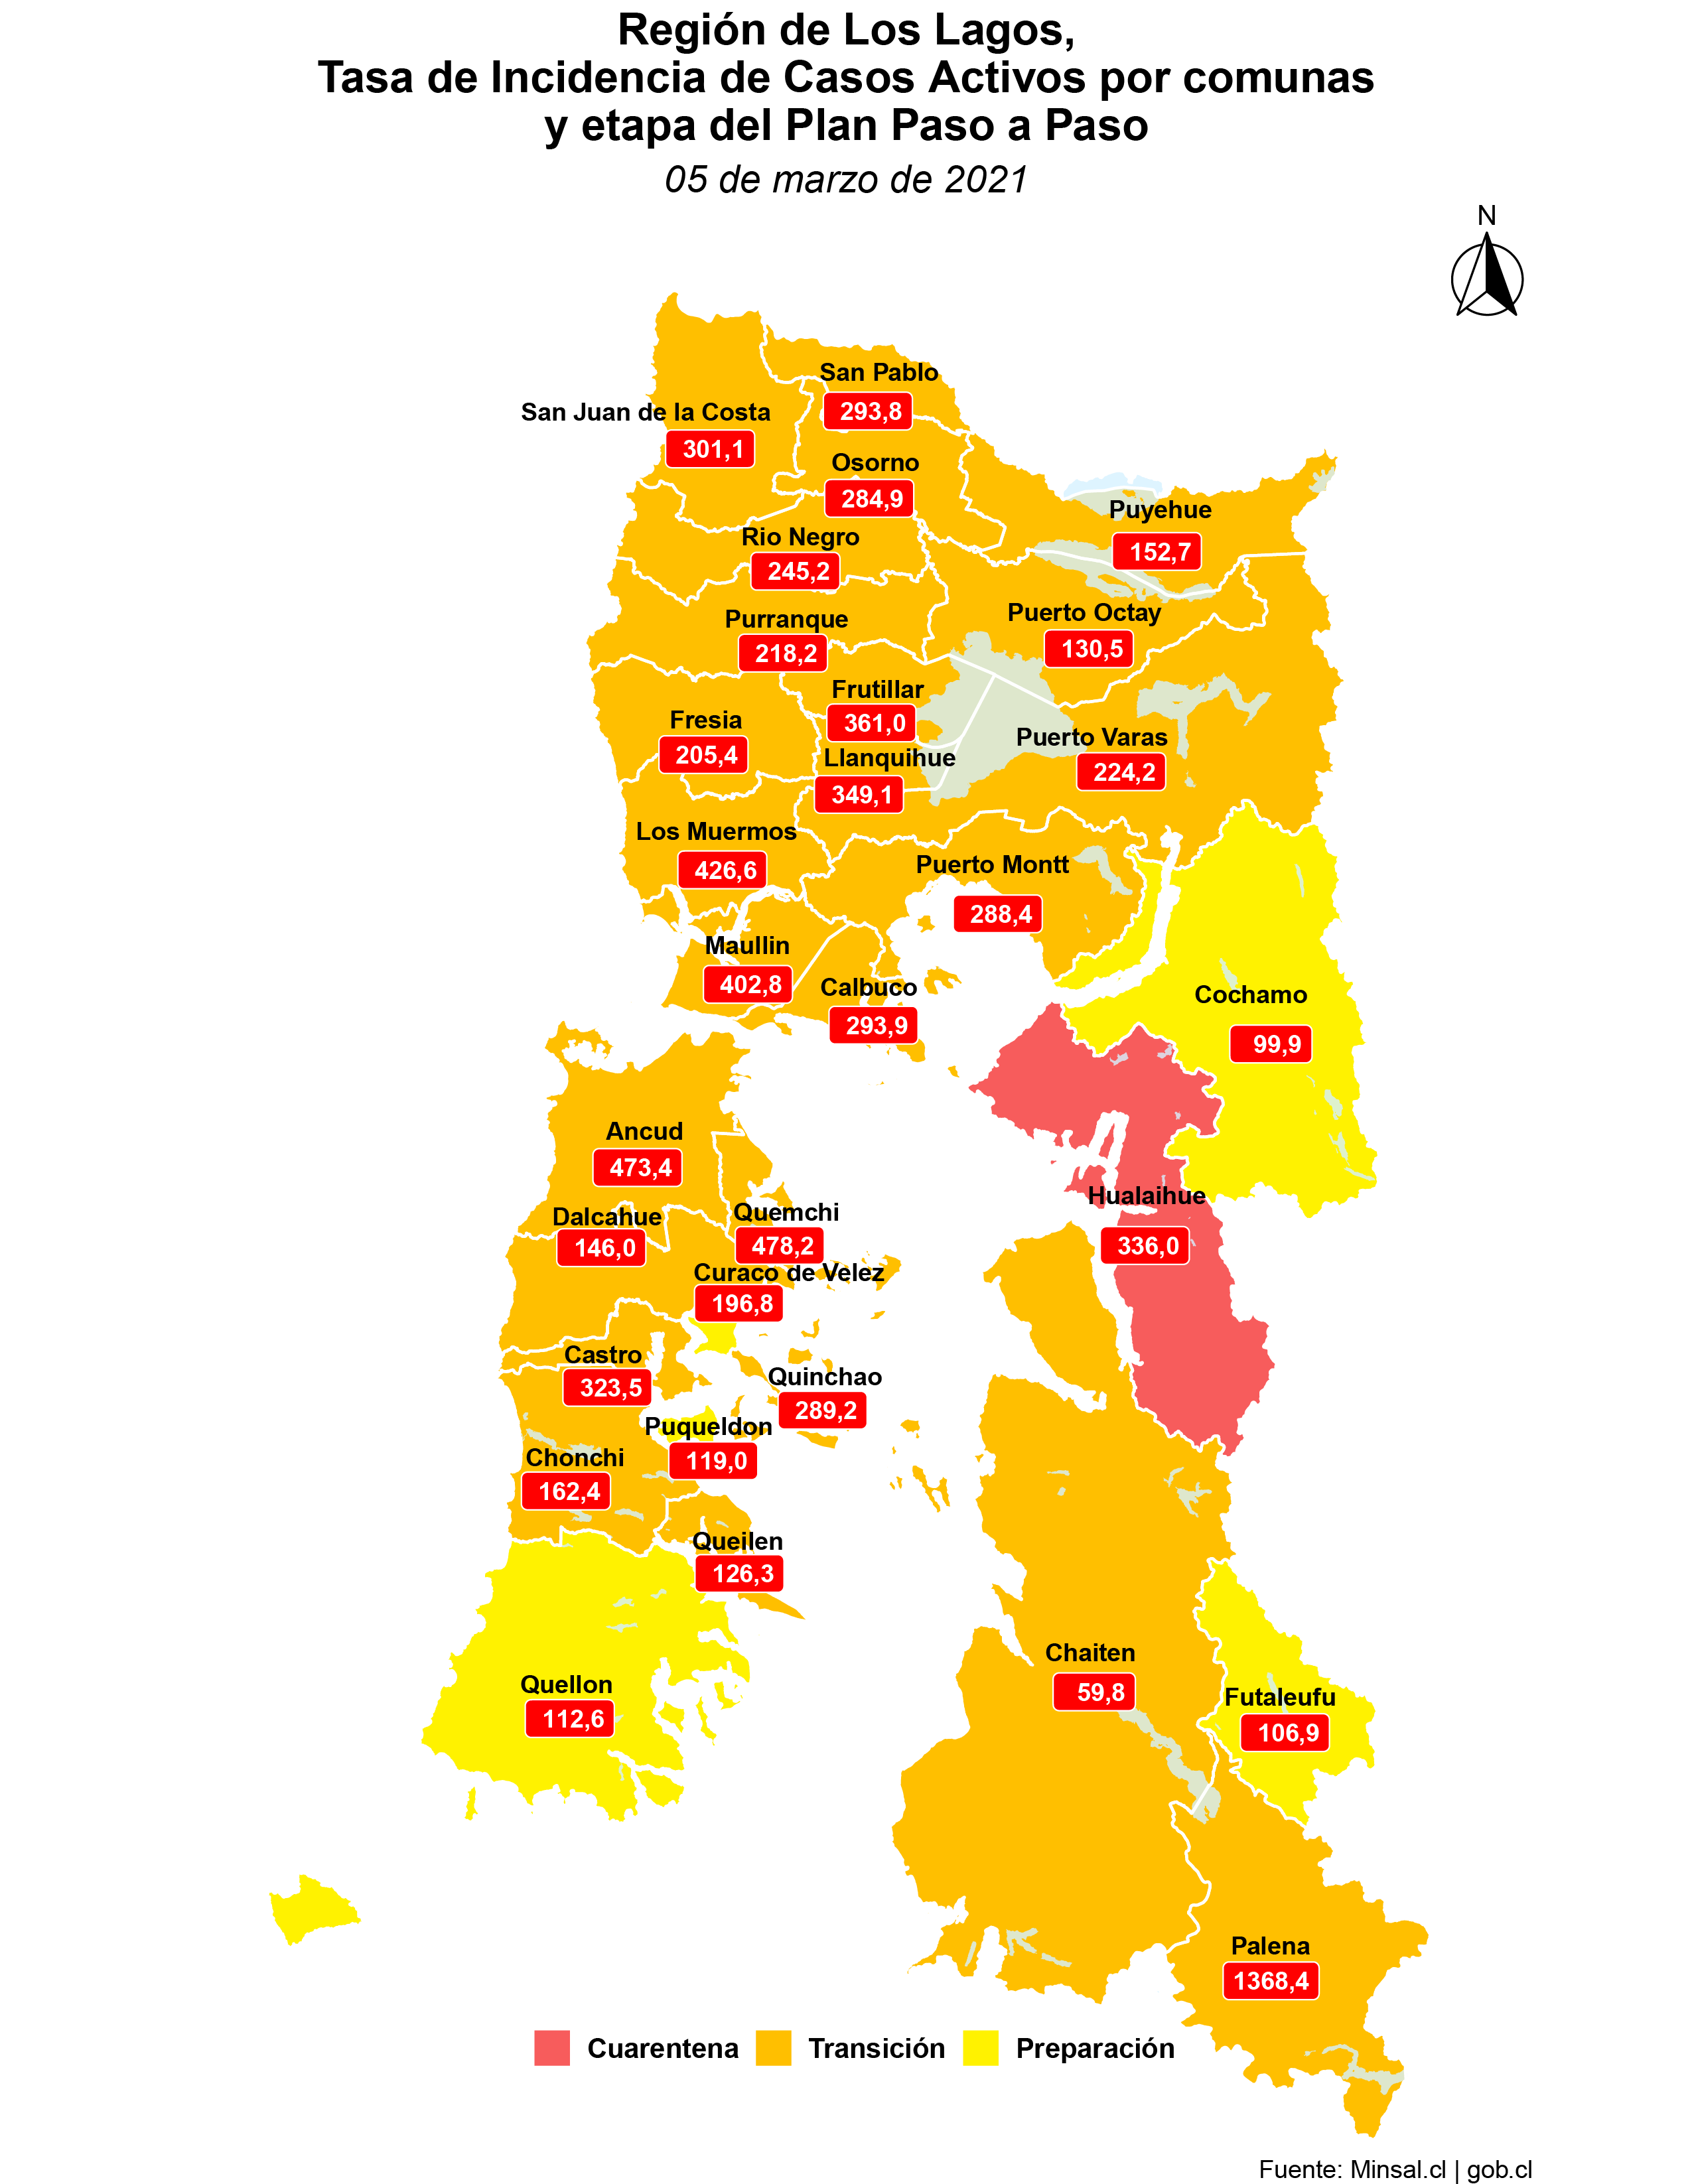 Región de Los Lagos,
Tasa de Incidencia de Casos Activos por comunas
y etapa del Plan Paso a Paso
05 de marzo de 2021
N
San Pablo
293,8
San Juan de la Costa
301,1
Osorno
284,9
Puyehue
152,7
Rio Negro
245,2
Puerto Octay
130,5
Purranque
218,2
Frutillar
361,0
Fresia
205,4
Puerto Varas
224,2
Llanquihue
349,1
Los Muermos
426,6
Puerto Montt
288,4
Maullin
402,8
Calbuco
293,9
Cochamo
99,9
Ancud
473,4
Hualaihue
336,0
Dalcahue
146,0
Quemchi
478,2
Curaco de Velez
196,8
Castro
323,5
Quinchao
289,2
Puqueldon
119,0
Chonchi
162,4
Queilen
126,3
Chaiten
59,8
Quellon
112,6
Futaleufu
106,9
Palena
1368,4
Cuarentena Transición Preparación
Fuente: Minsal.cl | gob.cl